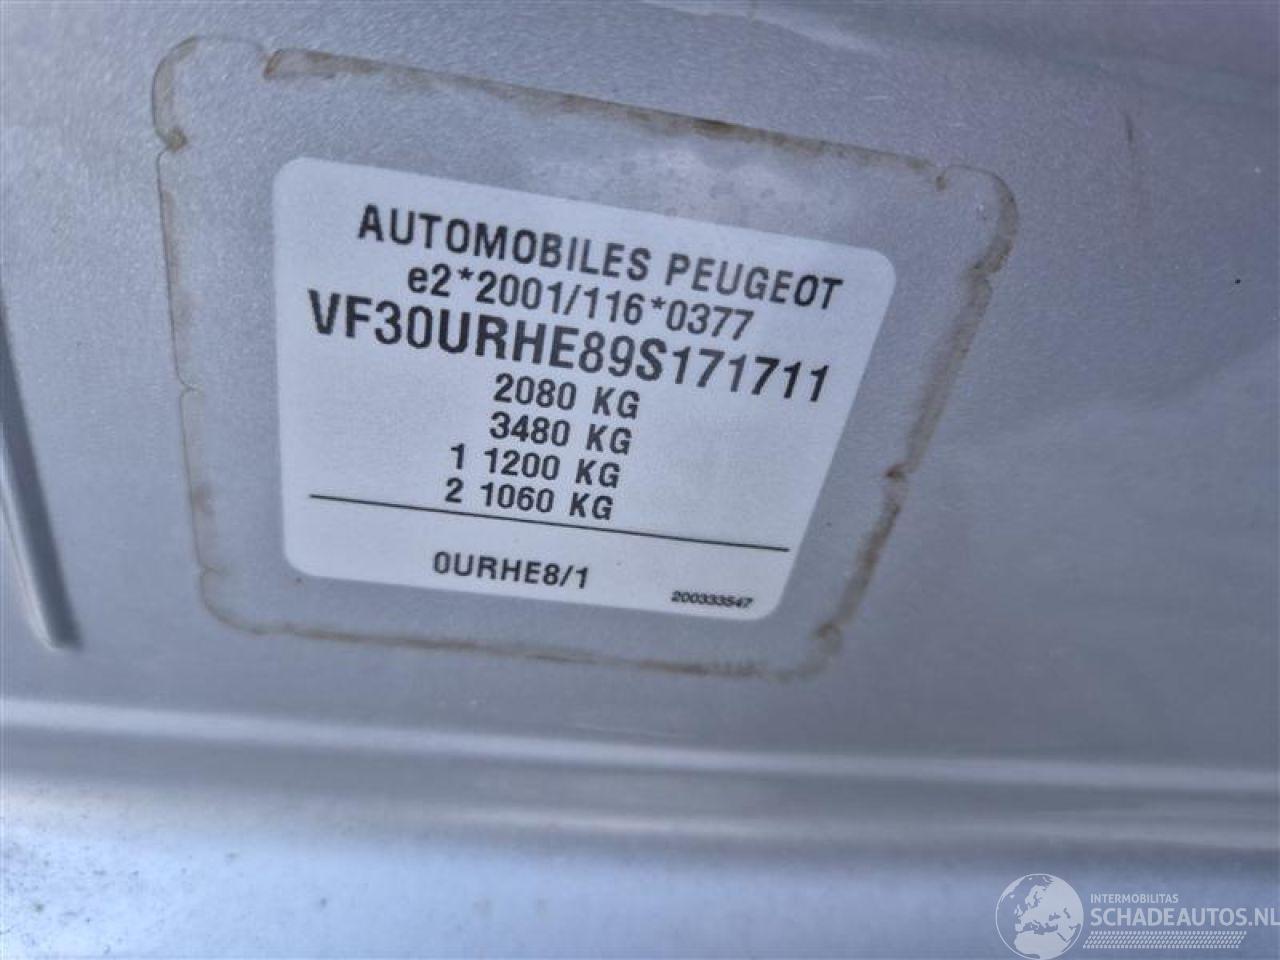 AUTOMOBILES PEUGEOT
e2*2001/116*0377
VF30URHE89S171711
2080 KG
3480 KG
1 1200 KG
2 1060 KG
0URHE8/1
200333547
INTERMOBILITAS
SCHADEAUTOS.NL